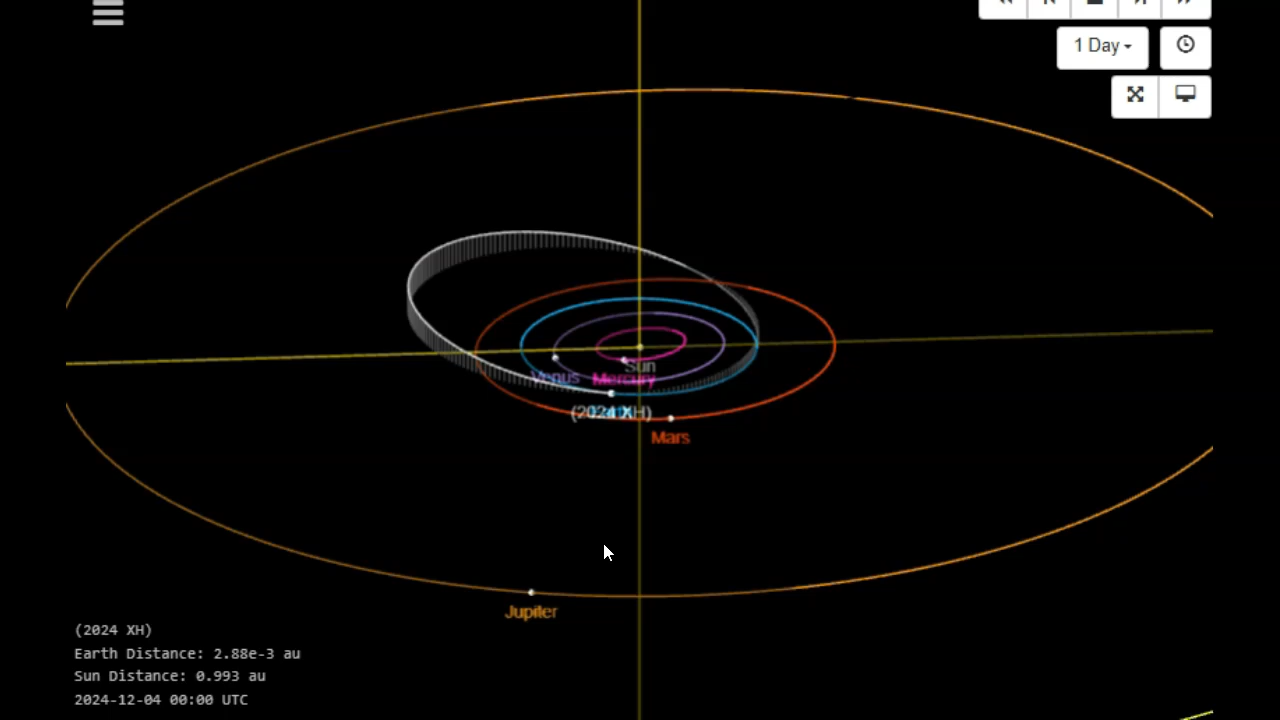 1 Day
Sun
Venus
Mercury
(2024 XH)
Mars
Jupiter
(2024 XH)
Earth Distance: 2.88e-3 au
Sun Distance: 0.993 au
2024-12-04 00:00 UTC